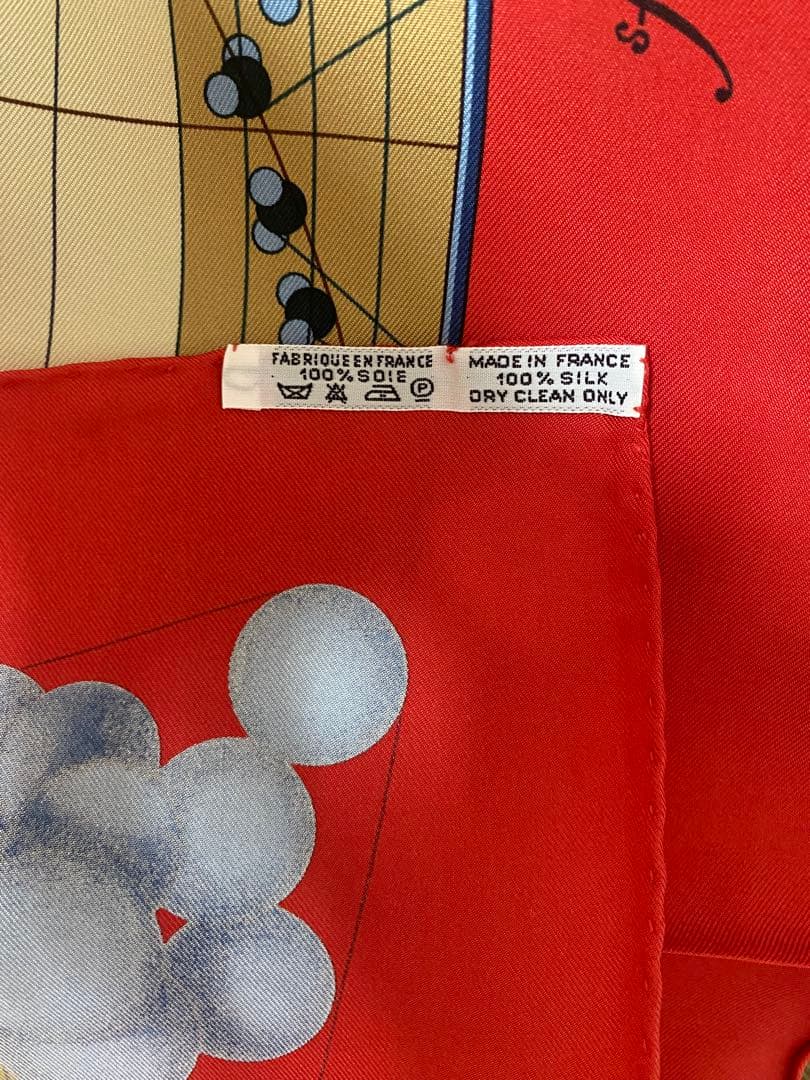 FABRIQUE EN FRANCE
100% SOIE
P
MADE IN FRANCE
100% SILK
DRY CLEAN ONLY